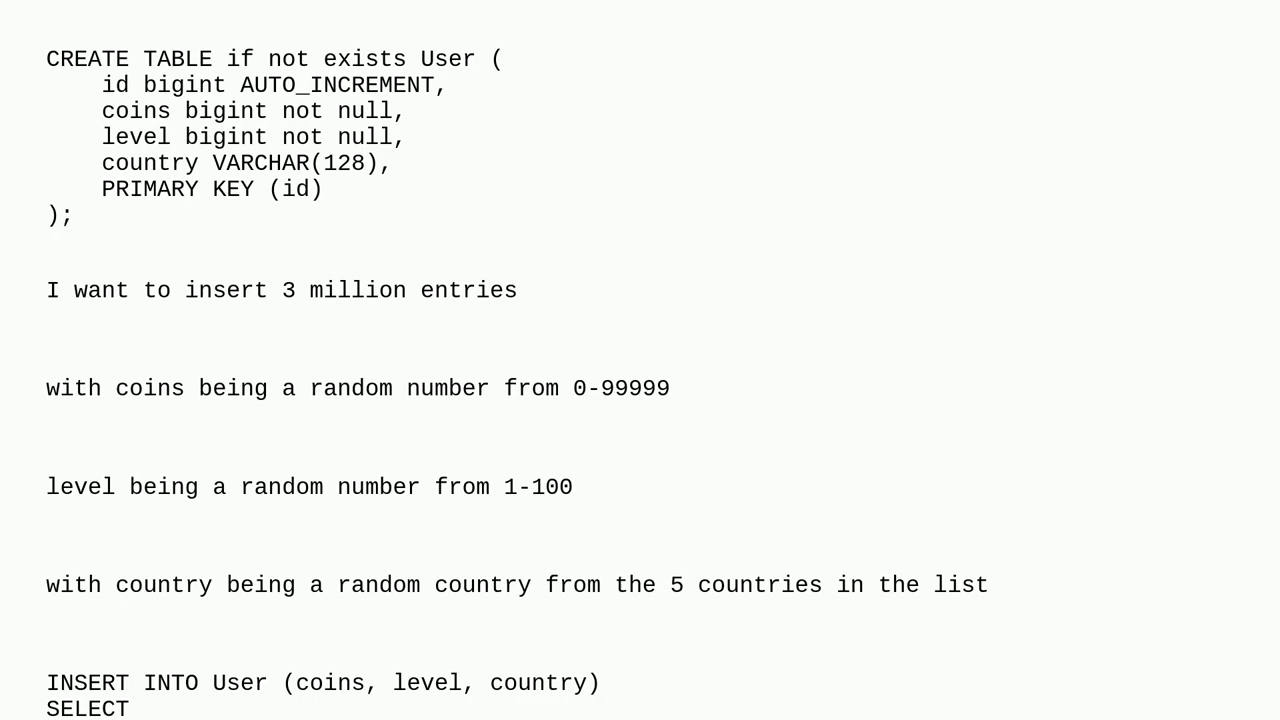 CREATE TABLE if not exists User (
    id bigint AUTO_INCREMENT,
    coins bigint not null,
    level bigint not null,
    country VARCHAR(128),
    PRIMARY KEY (id)
);
I want to insert 3 million entries
with coins being a random number from 0-99999
level being a random number from 1-100
with country being a random country from the 5 countries in the list
INSERT INTO User (coins, level, country)
SELECT